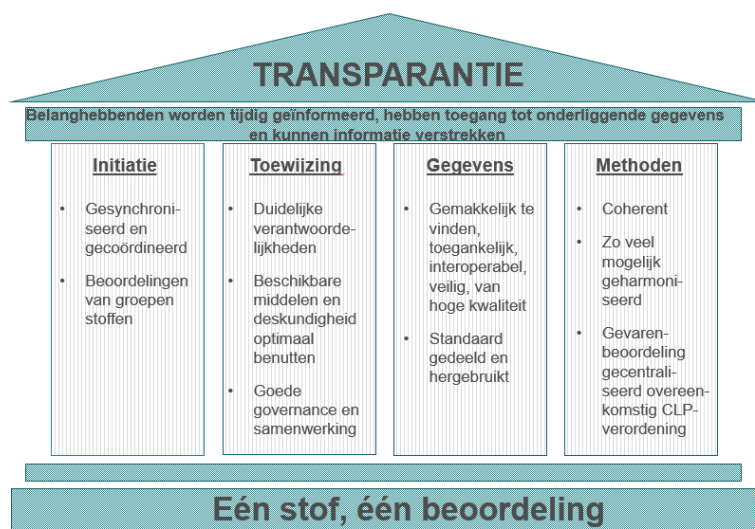 TRANSPARANTIE
Belanghebbenden worden tijdig geïnformeerd, hebben toegang tot onderliggende gegevens
en kunnen informatie verstrekken
Initiatie
• Gesynchroni-
seerd en
gecoördineerd
• Beoordelingen
van groepen
stoffen
Toewijzing
• Duidelijke
verantwoorde-
lijkheden
• Beschikbare
middelen en
deskundigheid
optimaal
benutten
• Goede
governance en
samenwerking
Gegevens
• Gemakkelijk te
vinden,
toegankelijk,
interoperabel,
veilig, van
hoge kwaliteit
• Standaard
gedeeld en
hergebruikt
Methoden
• Coherent
• Zo veel
mogelijk
geharmoni-
seerd
• Gevaren-
beoordeling
gecentrali-
seerd overeen-
komstig CLP-
verordening
Eén stof, één beoordeling